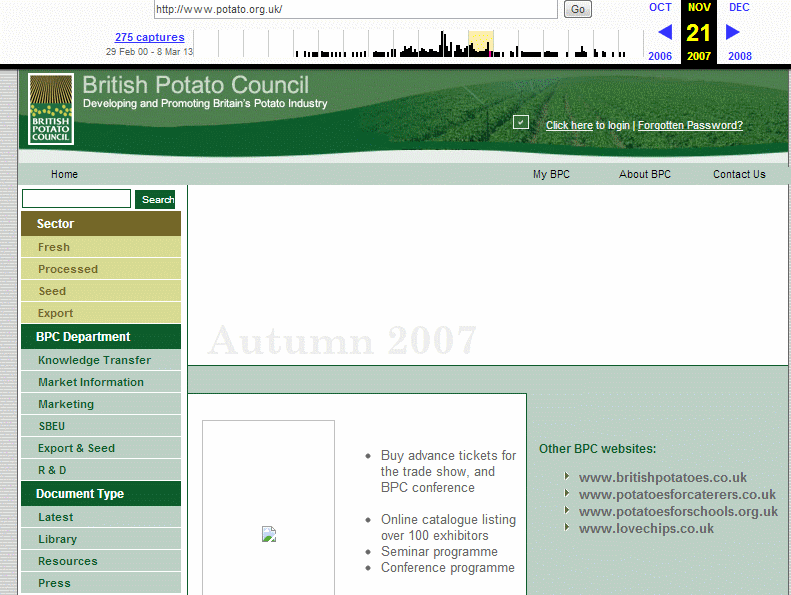 http://www.potato.org.uk/
Go
OCT NOV DEC
275 captures
21
29 Feb 00 - 8 Mar 13
2006 2007 2008
British Potato Council
Developing and Promoting Britain's Potato Industry
BRITISH
POTATO
COUNCIL
Click here to login | Forgotten Password?
Home My BPC About BPC Contact Us
Search
Sector
Fresh
Processed
Seed
Export
BPC Department
Knowledge Transfer
Market Information
Marketing
SBEU
Export & Seed
R & D
Document Type
Latest
Library
Resources
Press
Autumn 2007
• Buy advance tickets for
the trade show, and
BPC conference
• Online catalogue listing
over 100 exhibitors
• Seminar programme
• Conference programme
Other BPC websites:
www.britishpotatoes.co.uk
www.potatoesforcaterers.co.uk
www.potatoesforschools.org.uk
www.lovechips.co.uk